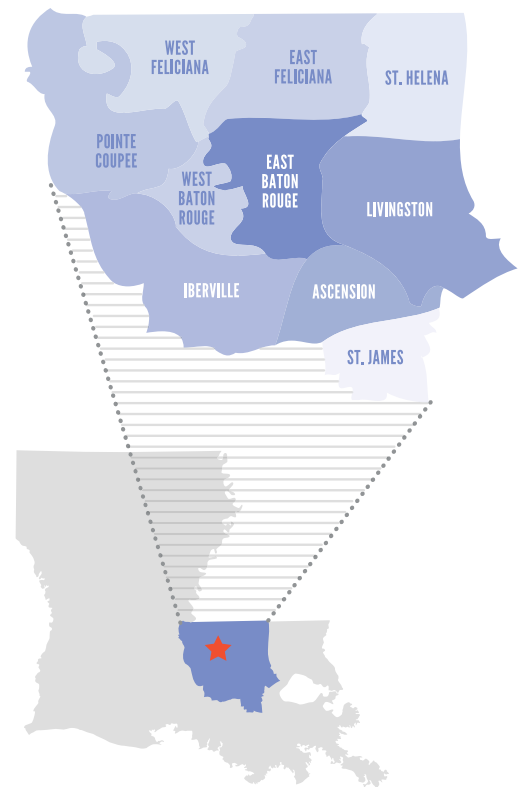 WEST
FELICIANA
EAST
FELICIANA
ST. HELENA
POINTE
COUPEE
WEST
BATON
ROUGE
EAST
BATON
ROUGE
LIVINGSTON
IBERVILLE
ASCENSION
ST. JAMES